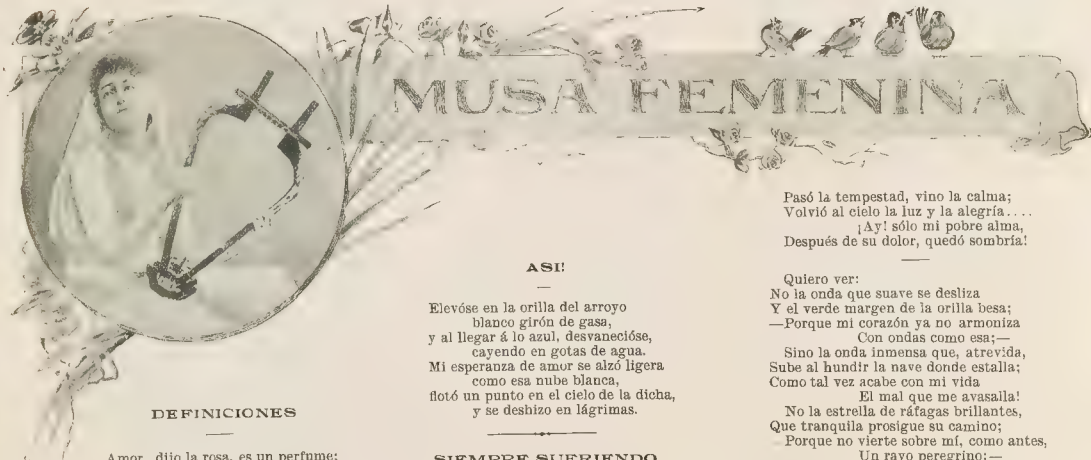 MUSA FEMENINA
DEFINICIONES
Amor, dijo la rosa, es un perfume;
ASI!
Elevóse en la orilla del arroyo
blanco girón de gasa,
y al llegar á lo azul, desvanecióse,
cayendo en gotas de agua.
Mi esperanza de amor se alzó ligera
como esa nube blanca,
flotó un punto en el cielo de la dicha,
y se deshizo en lágrimas.
SIEMPRE SUFRIENDO
Pasó la tempestad, vino la calma;
Volvió al cielo la luz y la alegría....
¡Ay! sólo mi pobre alma,
Después de su dolor, quedó sombría!
Quiero ver:
No la onda que suave se desliza
Y el verde margen de la orilla besa;
—Porque mi corazón ya no armoniza
Con ondas como esa;—
Sino la onda inmensa que, atrevida,
Sube al hundir la nave donde estalla;
Como tal vez acabe con mi vida
El mal que me avasalla!
No la estrella de ráfagas brillantes,
Que tranquila prosigue su camino;
Porque no vierte sobre mí, como antes,
Un rayo peregrino;—